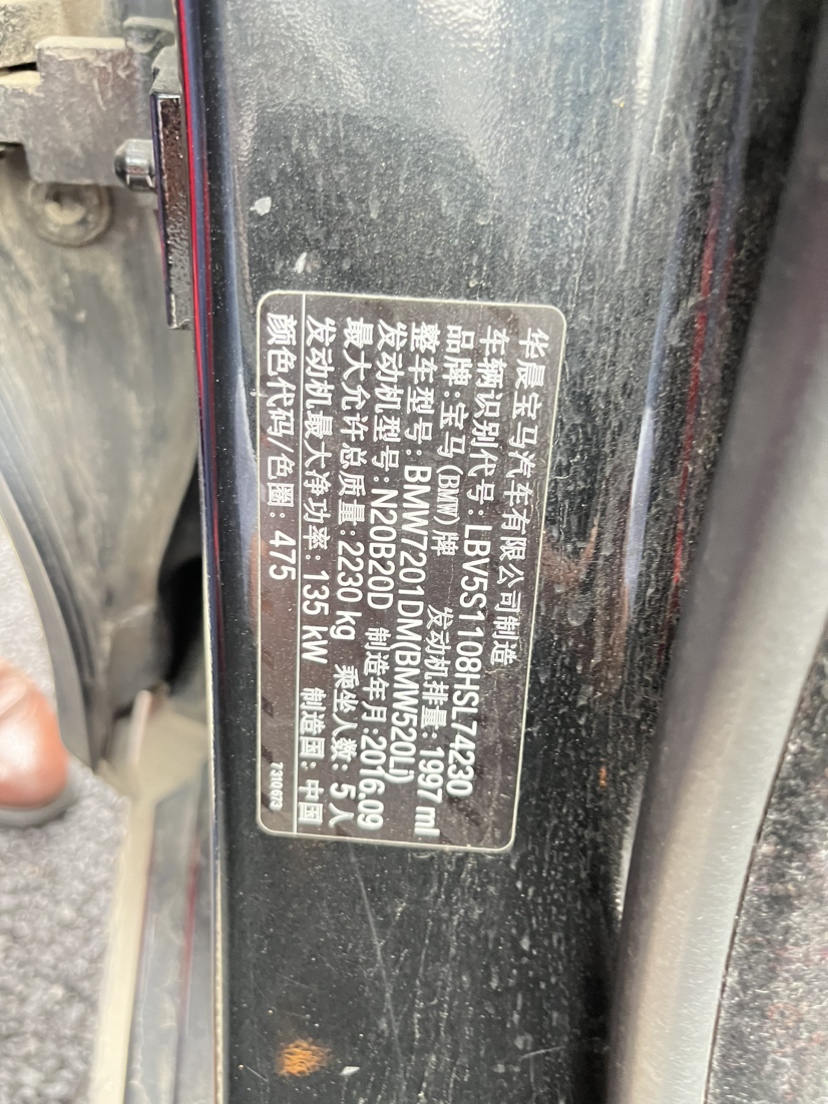 华晨宝马汽车有限公司制造
车辆识别代号:LBV5S1108HSL74230
品牌:宝马(BMW)牌 发动机排量:1997 ml
整车型号:BMW7201DM(BMW520Li)
发动机型号:N20B20D 制造年月:2016.09
最大允许总质量:2230 kg 乘坐人数:5人
发动机最大净功率:135 kW 制造国:中国
颜色代码/色圈:475 7310673